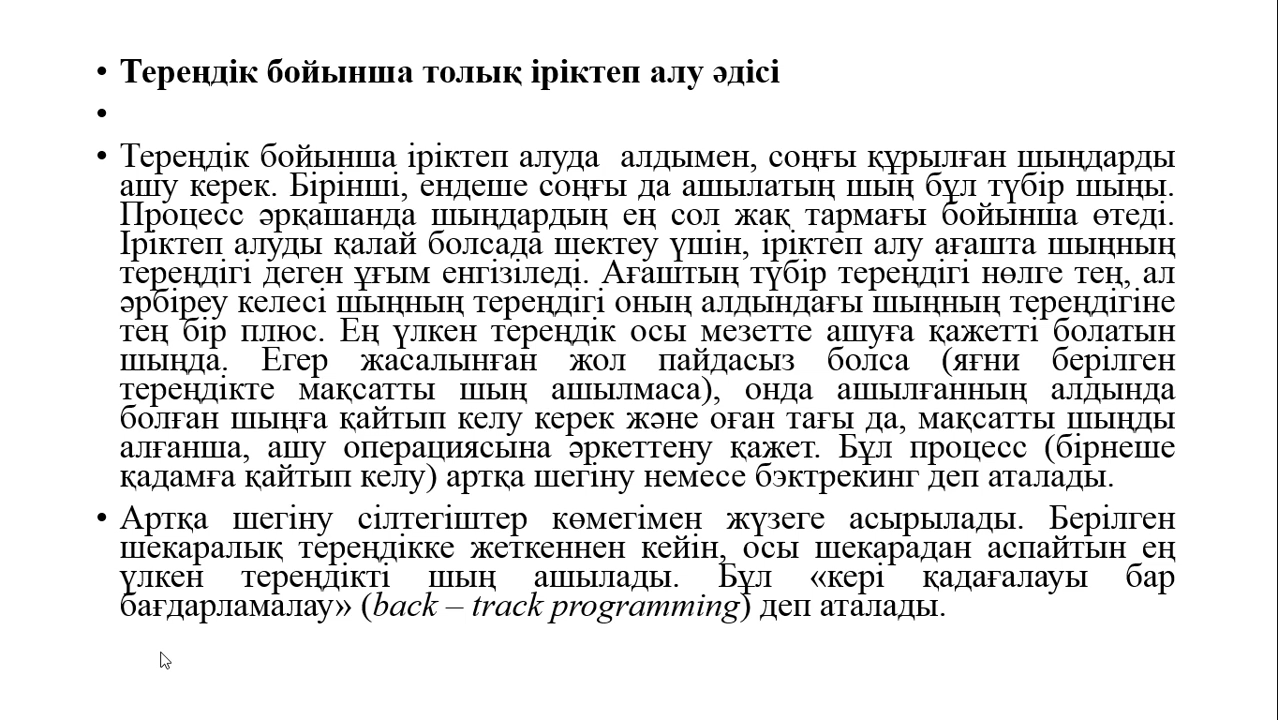 • Тереңдік бойынша толық іріктеп алу әдісі
•
• Тереңдік бойынша іріктеп алуда  алдымен, соңғы құрылған шыңдарды
ашу керек. Бірінші, ендеше соңғы да ашылатың шың бұл түбір шыңы.
Процесс әрқашанда шыңдардың ең сол жақ тармағы бойынша өтеді.
Іріктеп алуды қалай болсада шектеу үшін, іріктеп алу ағашта шыңның
тереңдігі деген ұғым енгізіледі. Ағаштың түбір тереңдігі нөлге тең, ал
әрбіреу келесі шыңның тереңдігі оның алдындағы шыңның тереңдігіне
тең бір плюс. Ең үлкен тереңдік осы мезетте ашуға қажетті болатын
шыңда. Егер жасалынған жол пайдасыз болса (яғни берілген
тереңдікте мақсатты шың ашылмаса), онда ашылғанның алдында
болған шыңға қайтып келу керек және оған тағы да, мақсатты шыңды
алғанша, ашу операциясына әркеттену қажет. Бұл процесс (бірнеше
қадамға қайтып келу) артқа шегіну немесе бэктрекинг деп аталады.
• Артқа шегіну сілтегіштер көмегімен жүзеге асырылады. Берілген
шекаралық тереңдікке жеткеннен кейін, осы шекарадан аспайтын ең
үлкен тереңдікті шың ашылады. Бұл «кері қадағалауы бар
бағдарламалау» (back – track programming) деп аталады.